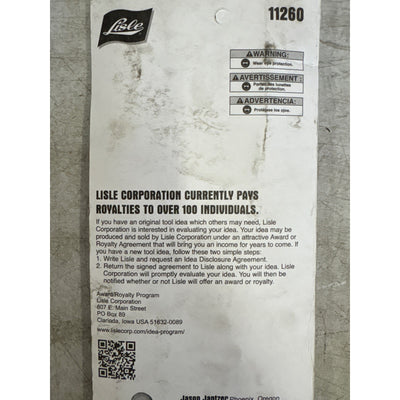 Lisle
11260
WARNING:
Wear eye protection.
AVERTISSEMENT :
Portez des lunettes
de protection.
ADVERTENCIA:
Protéjase los ojos.
LISLE CORPORATION CURRENTLY PAYS
ROYALTIES TO OVER 100 INDIVIDUALS.
If you have an original tool idea which others may need, Lisle
Corporation is interested in evaluating your idea. Your idea may be
produced and sold by Lisle Corporation under an attractive Award or
Royalty Agreement that will bring you an income for years to come. If
you have a new tool idea, follow these two simple steps:
1. Write Lisle and request an Idea Disclosure Agreement.
2. Return the signed agreement to Lisle along with your idea. Lisle
Corporation will promptly evaluate your idea. You will then be
notified whether or not Lisle will offer an award or royalty.
Award/Royalty Program
Lisle Corporation
807 E. Main Street
PO Box 89
Clarinda, Iowa USA 51632-0089
www.lislecorp.com/idea-program/
Jason Jantzer Phoenix, Oregon